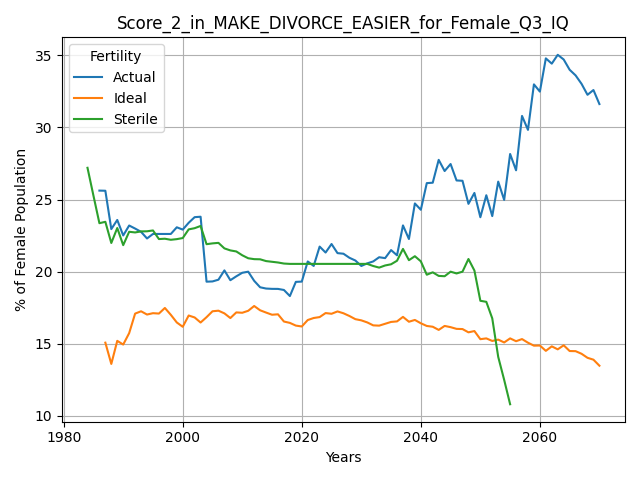 Score_2_in_MAKE_DIVORCE_EASIER_for_Female_Q3_IQ
Fertility
Actual
Ideal
Sterile
% of Female Population
35
30
25
20
15
10
1980
2000
2020
2040
2060
Years